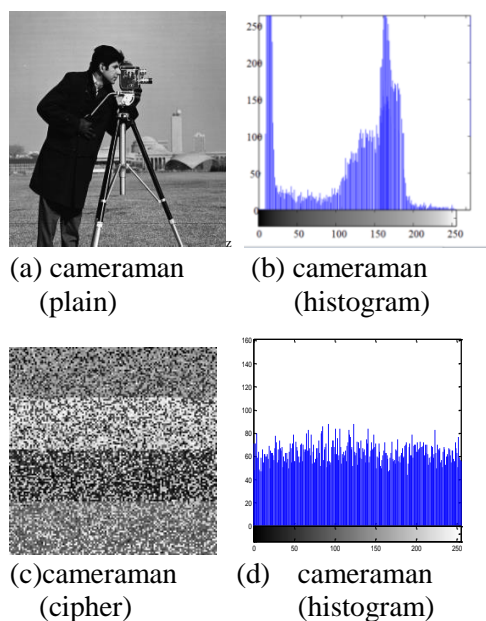 250
200
150
100
50
0
0 50 100 150 200 250
z
(a) cameraman (b) cameraman
(plain) (histogram)
160
140
120
100
80
60
40
20
0
0 50 100 150 200 250
(c)cameraman (d) cameraman
(cipher) (histogram)